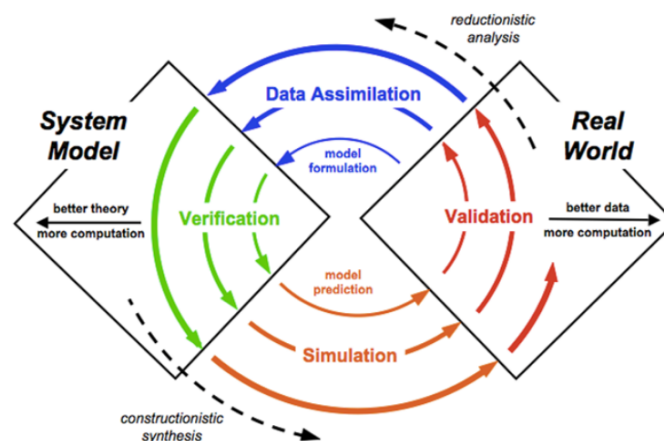 reductionistic
analysis
Data Assimilation
System
Model
Real
World
model
formulation
better theory
more computation
Verification
Validation
better data
more computation
model
prediction
Simulation
constructionistic
synthesis